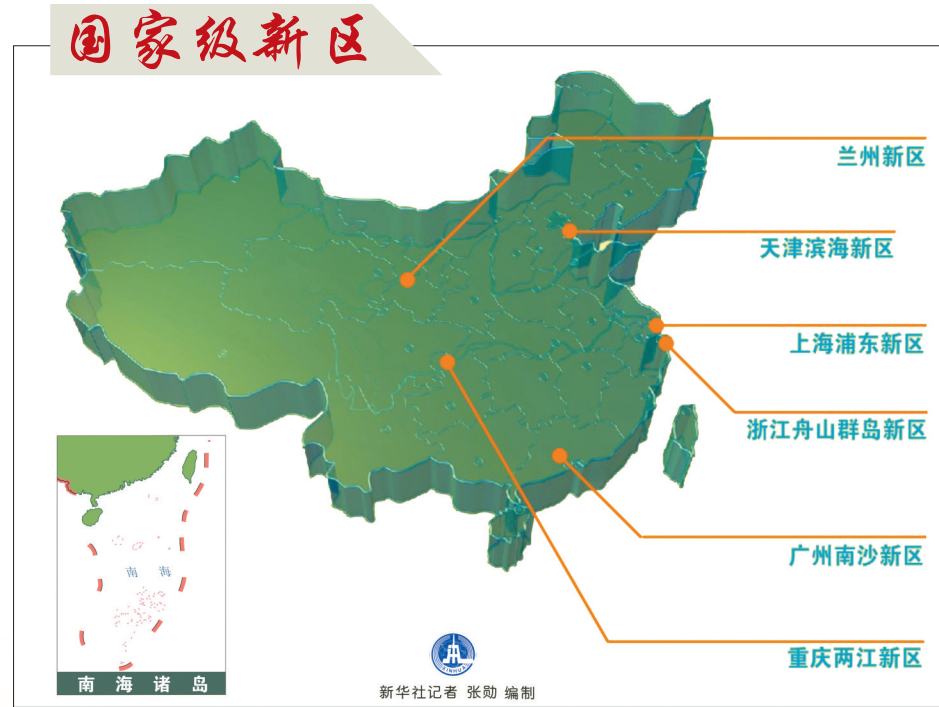 国家级新区
兰州新区
天津滨海新区
上海浦东新区
浙江舟山群岛新区
广州南沙新区
重庆两江新区
南 海
南 海 诸 岛
XINHUA
新华社记者 张勋 编制